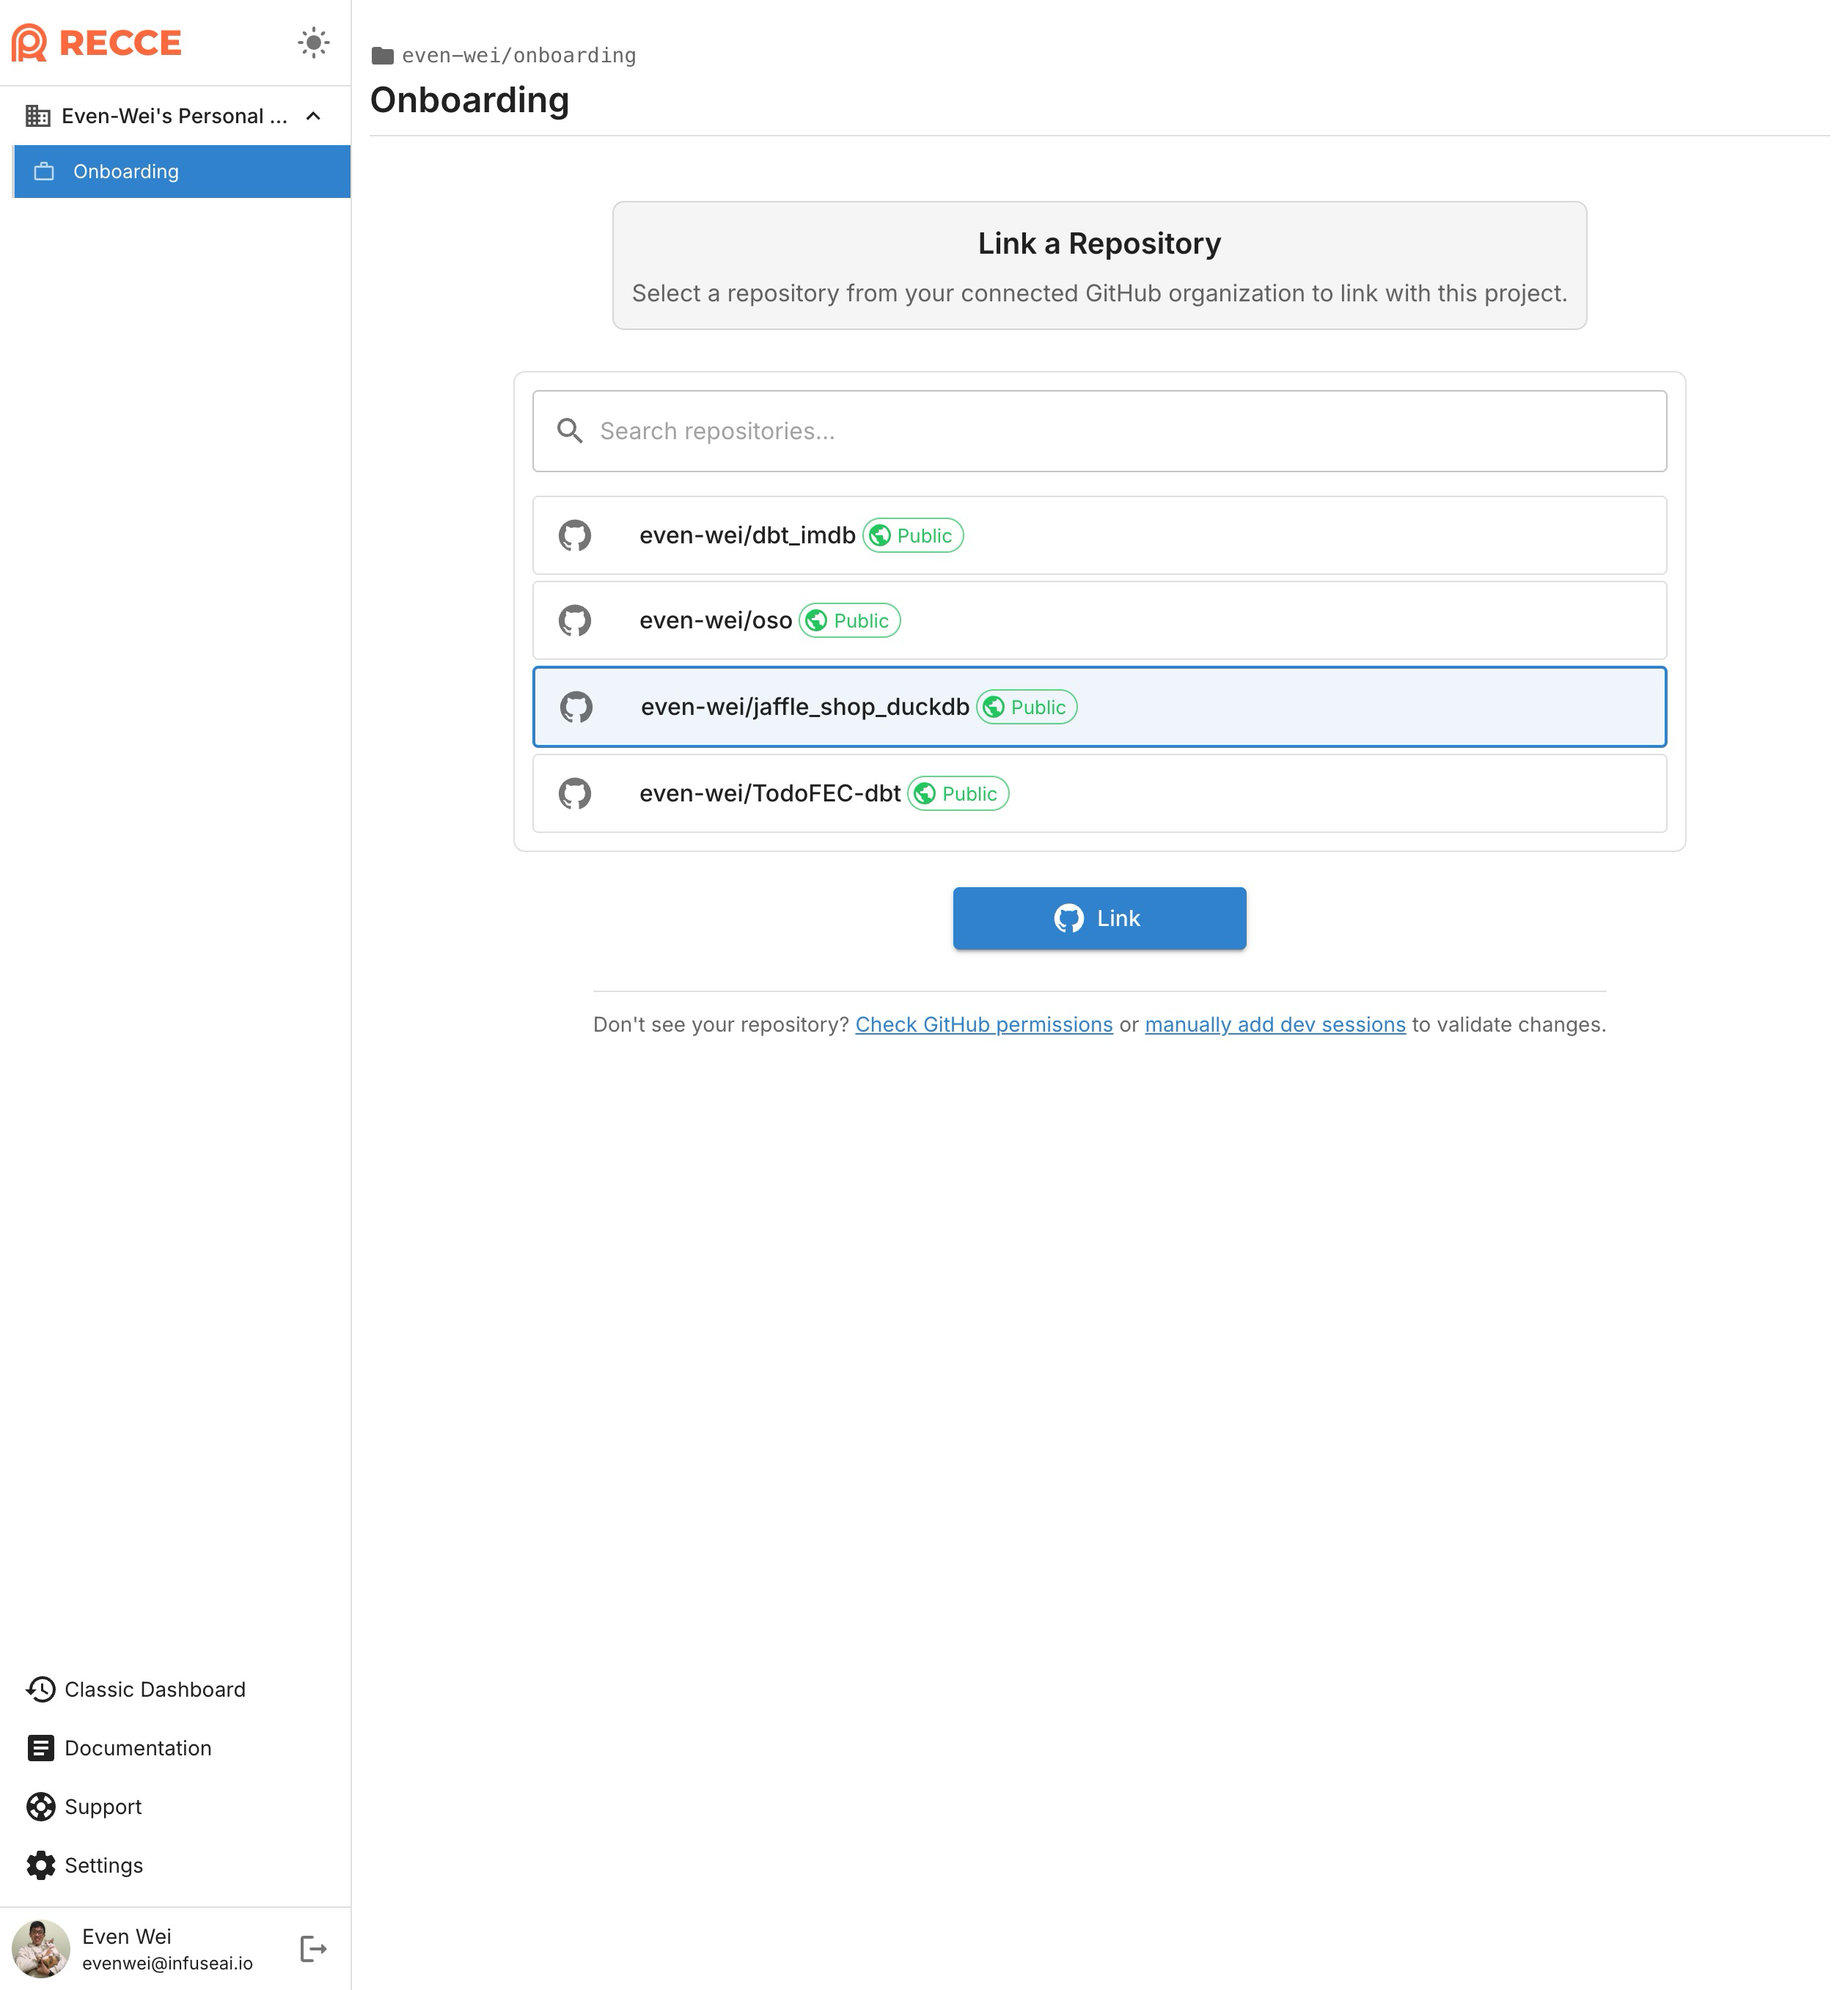 RECCE
Even-Wei's Personal ...
Onboarding
even-wei/onboarding
Onboarding
Link a Repository
Select a repository from your connected GitHub organization to link with this project.
Search repositories...
even-wei/dbt_imdb Public
even-wei/oso Public
even-wei/jaffle_shop_duckdb Public
even-wei/TodoFEC-dbt Public
Link
Don't see your repository? Check GitHub permissions or manually add dev sessions to validate changes.
Classic Dashboard
Documentation
Support
Settings
Even Wei
evenwei@infuseai.io